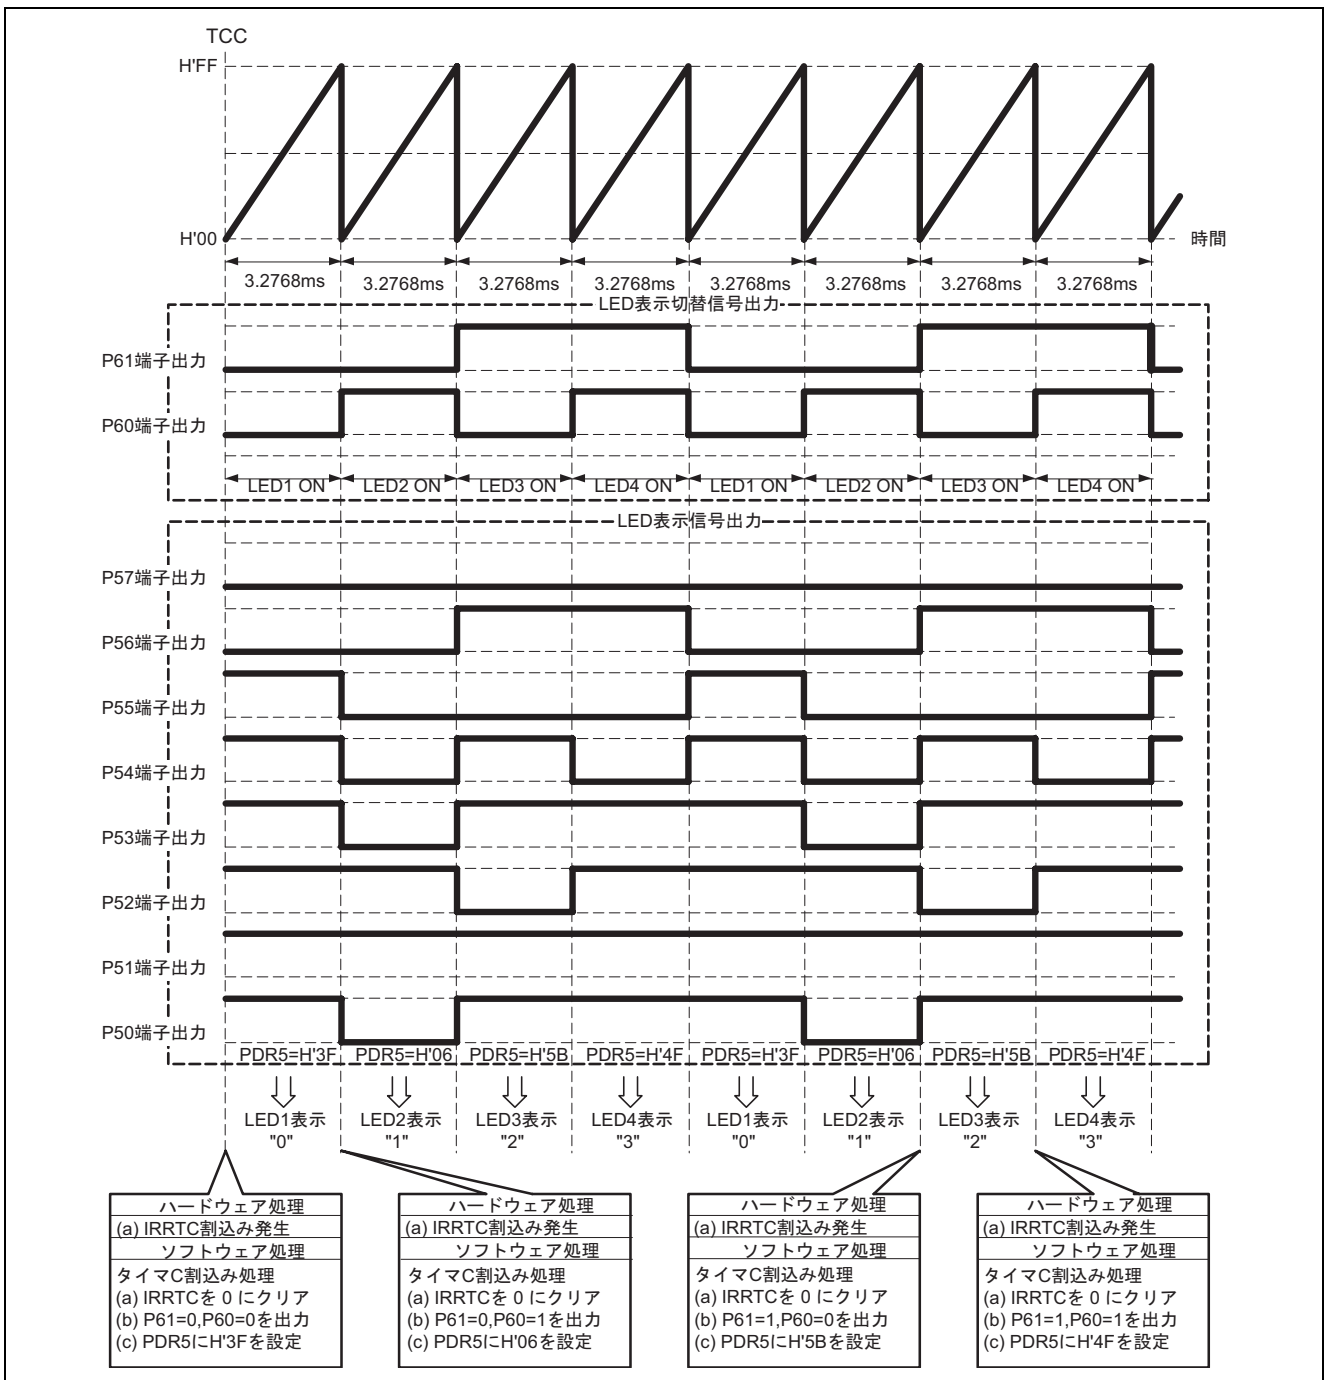 TCC
H'FF
H'00
時間
3.2768ms 3.2768ms 3.2768ms 3.2768ms 3.2768ms 3.2768ms 3.2768ms 3.2768ms
LED表示切替信号出力
P61端子出力
P60端子出力
LED1 ON LED2 ON LED3 ON LED4 ON LED1 ON LED2 ON LED3 ON LED4 ON
LED表示信号出力
P57端子出力
P56端子出力
P55端子出力
P54端子出力
P53端子出力
P52端子出力
P51端子出力
P50端子出力
PDR5=H'3F PDR5=H'06 PDR5=H'5B PDR5=H'4F PDR5=H'3F PDR5=H'06 PDR5=H'5B PDR5=H'4F
LED1表示 LED2表示 LED3表示 LED4表示 LED1表示 LED2表示 LED3表示 LED4表示
"0" "1" "2" "3" "0" "1" "2" "3"
ハードウェア処理
(a) IRRTC割込み発生
ソフトウェア処理
タイマC割込み処理
(a) IRRTCを 0 にクリア
(b) P61=0,P60=0を出力
(c) PDR5にH'3Fを設定
ハードウェア処理
(a) IRRTC割込み発生
ソフトウェア処理
タイマC割込み処理
(a) IRRTCを 0 にクリア
(b) P61=0,P60=1を出力
(c) PDR5にH'06を設定
ハードウェア処理
(a) IRRTC割込み発生
ソフトウェア処理
タイマC割込み処理
(a) IRRTCを 0 にクリア
(b) P61=1,P60=0を出力
(c) PDR5にH'5Bを設定
ハードウェア処理
(a) IRRTC割込み発生
ソフトウェア処理
タイマC割込み処理
(a) IRRTCを 0 にクリア
(b) P61=1,P60=1を出力
(c) PDR5にH'4Fを設定